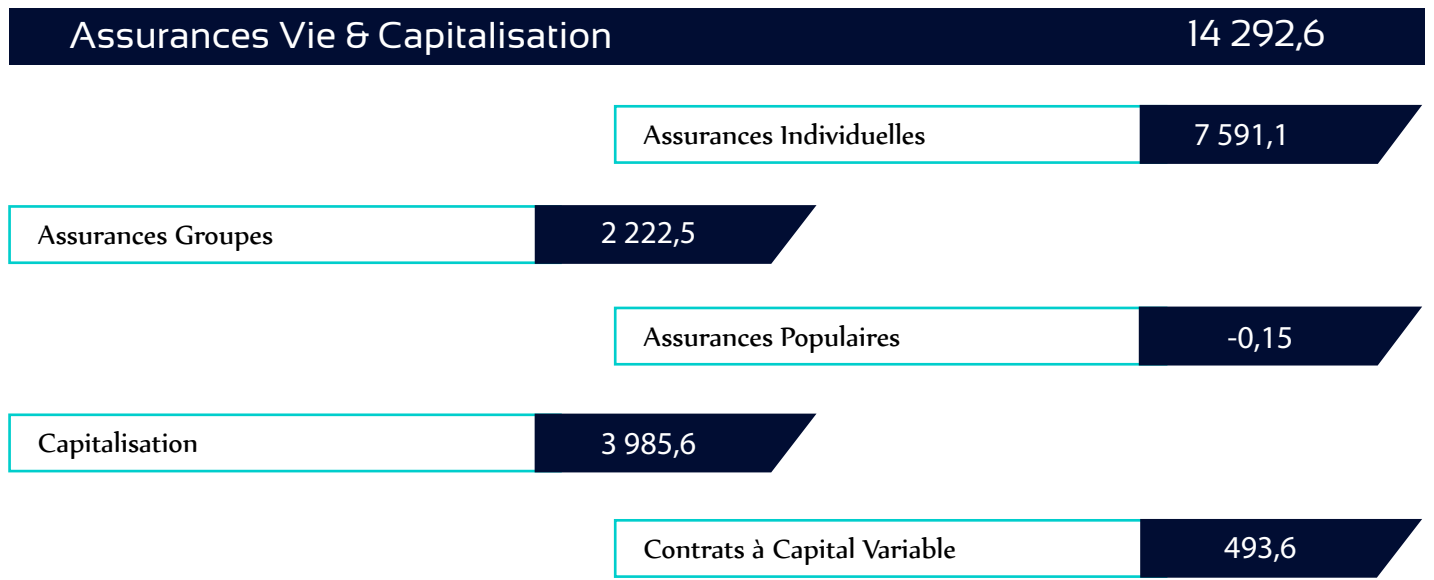 Assurances Vie & Capitalisation 14 292,6
Assurances Individuelles 7 591,1
Assurances Groupes 2 222,5
Assurances Populaires -0,15
Capitalisation 3 985,6
Contrats à Capital Variable 493,6